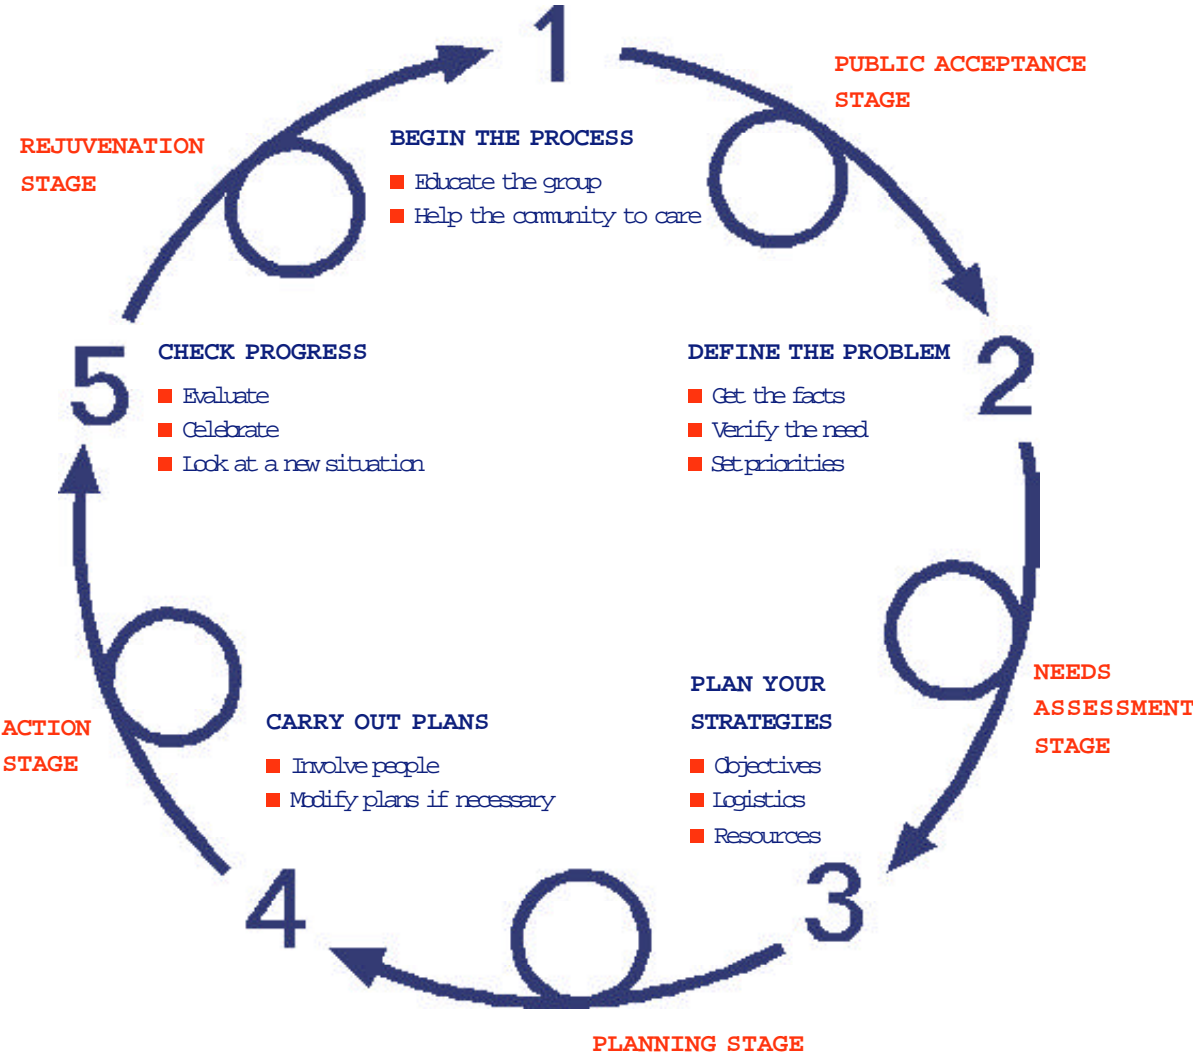 1
PUBLIC ACCEPTANCE
STAGE
REJUVENATION
STAGE
BEGIN THE PROCESS
Educate the group
Help the community to care
5
CHECK PROGRESS
Evaluate
Celebrate
Look at a new situation
DEFINE THE PROBLEM
2
Get the facts
Verify the need
Set priorities
NEEDS
ASSESSMENT
STAGE
PLAN YOUR
STRATEGIES
Objectives
Logistics
Resources
3
ACTION
STAGE
CARRY OUT PLANS
Involve people
Modify plans if necessary
4
PLANNING STAGE